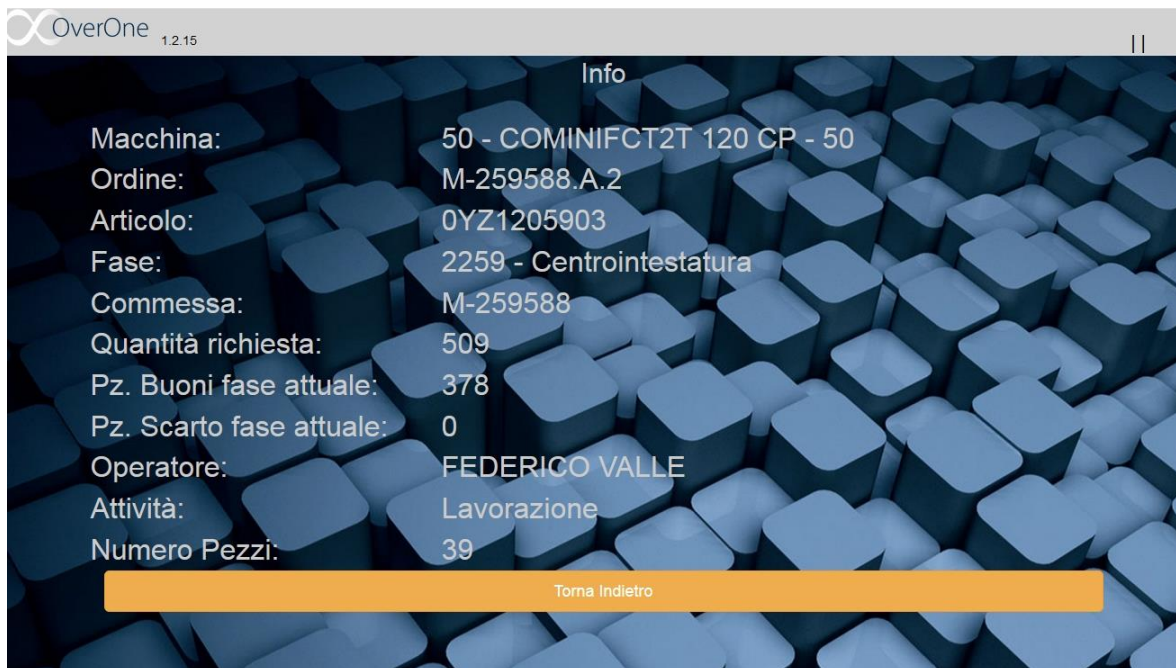 OverOne 1.2.15
| |
Info
Macchina: 50 - COMINIFCT2T 120 CP - 50
Ordine: M-259588.A.2
Articolo: 0YZ1205903
Fase: 2259 - Centrointestatura
Commessa: M-259588
Quantità richiesta: 509
Pz. Buoni fase attuale: 378
Pz. Scarto fase attuale: 0
Operatore: FEDERICO VALLE
Attività: Lavorazione
Numero Pezzi: 39
Torna Indietro